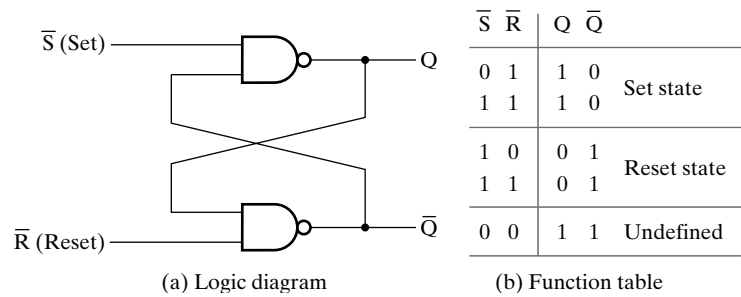 S̅ (Set)
Q
R̅ (Reset)
Q̅
(a) Logic diagram
S̅ R̅ Q Q̅
0 1 1 0 Set state
1 1 1 0
1 0 0 1 Reset state
1 1 0 1
0 0 1 1 Undefined
(b) Function table